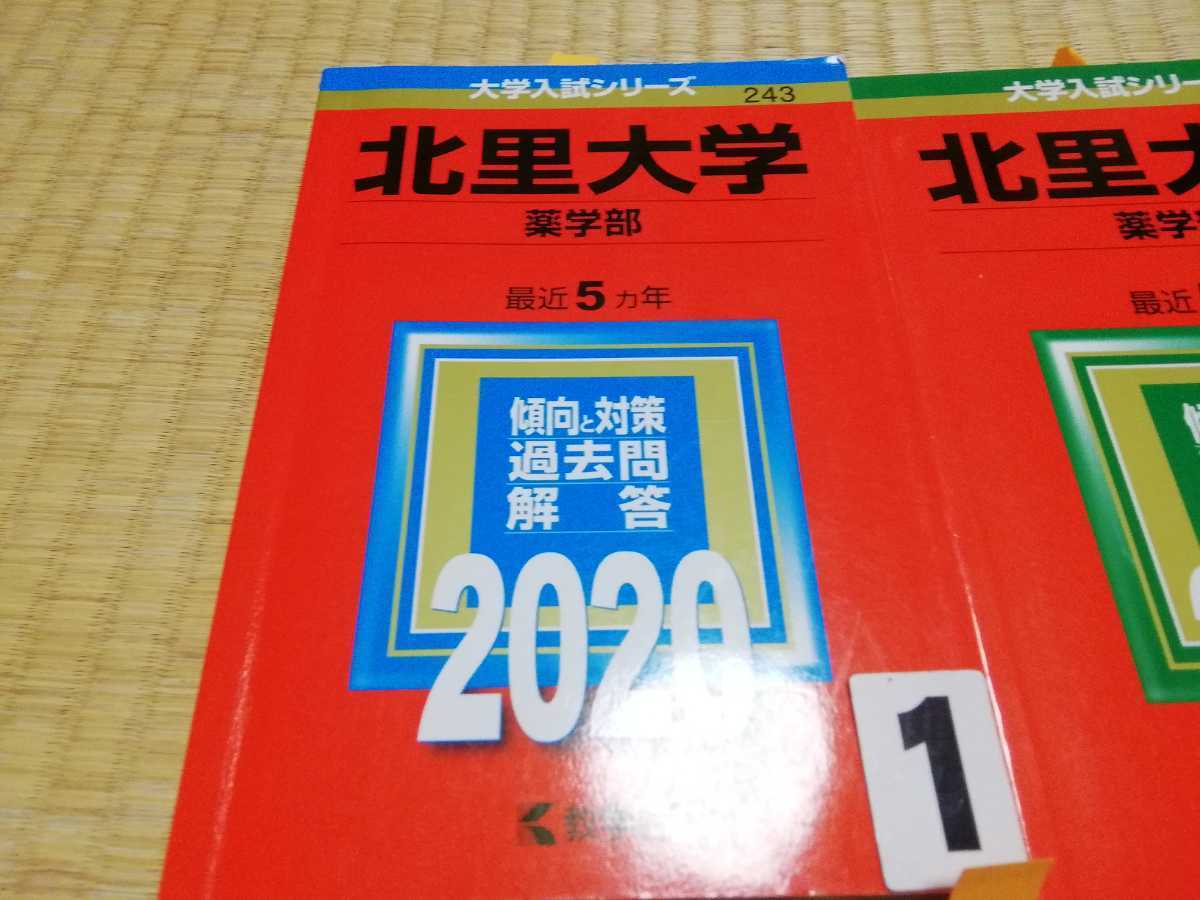 大学入試シリーズ
243
北里大学
薬学部
最近5ヵ年
傾向と対策
過去問
解答
2020
1
大学入試シリー
北里
薬学
最近